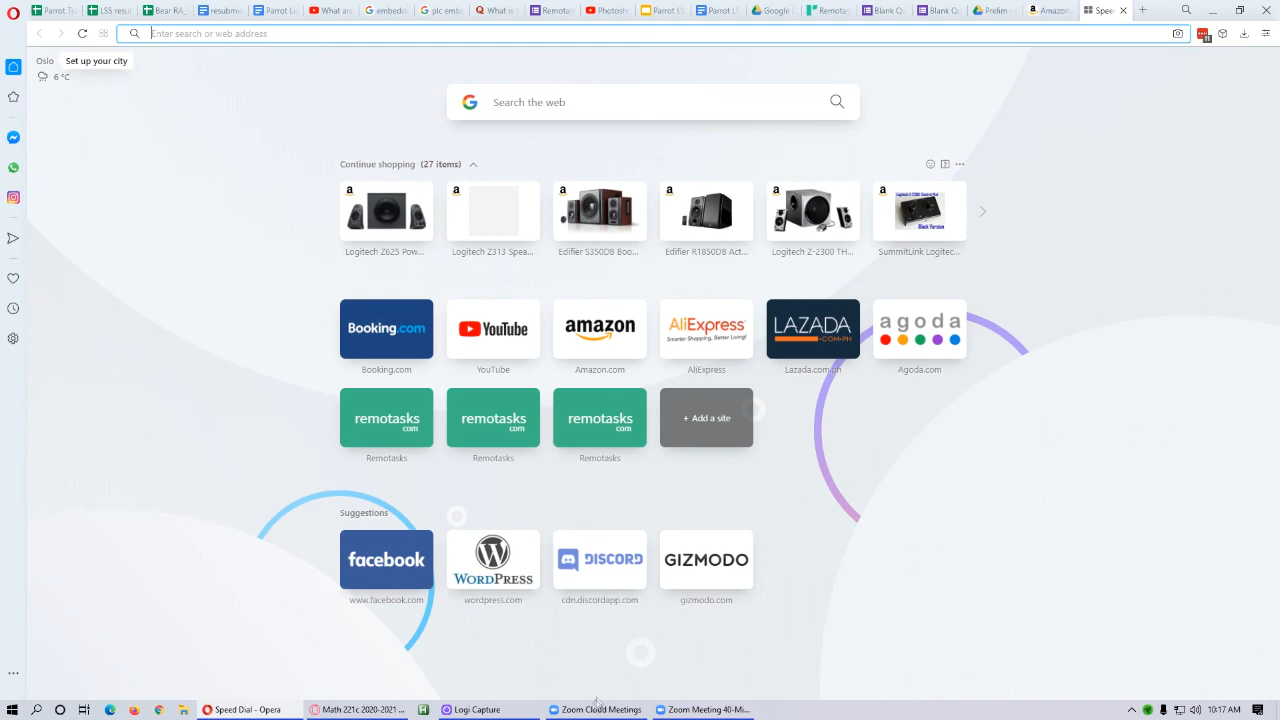 Parrot Ta
LSS resu
Bear RA
resubmi
Parrot Li
What are
embedd
plc embe
Q What is t
Remotas
Photosh
Parrot L
Parrot L
Google D
Remota
Blank Q
Blank Q
Prelim
Amazon
Spee
Enter search or web address
Oslo
Set up your city
6 °C
Search the web
Continue shopping (27 items)
Logitech Z625 Pow...
Logitech Z313 Spea...
Edifier S350DB Boo...
Edifier R1850DB Act...
Logitech Z-2300 TH...
SummitLink Logitec...
Booking.com
YouTube
amazon
AliExpress
Smarter Shopping, Better Living!
LAZADA
.COM.PH
agoda
Booking.com
YouTube
Amazon.com
AliExpress
Lazada.com.ph
Agoda.com
remotasks
com
remotasks
com
remotasks
com
+ Add a site
Remotasks
Remotasks
Remotasks
Suggestions
facebook
WORDPRESS
DISCORD
GIZMODO
www.facebook.com
wordpress.com
cdn.discordapp.com
gizmodo.com
Speed Dial - Opera
Math 221c 2020-2021 ...
Logi Capture
Zoom Cloud Meetings
Zoom Meeting 40-Mi...
10:17 AM